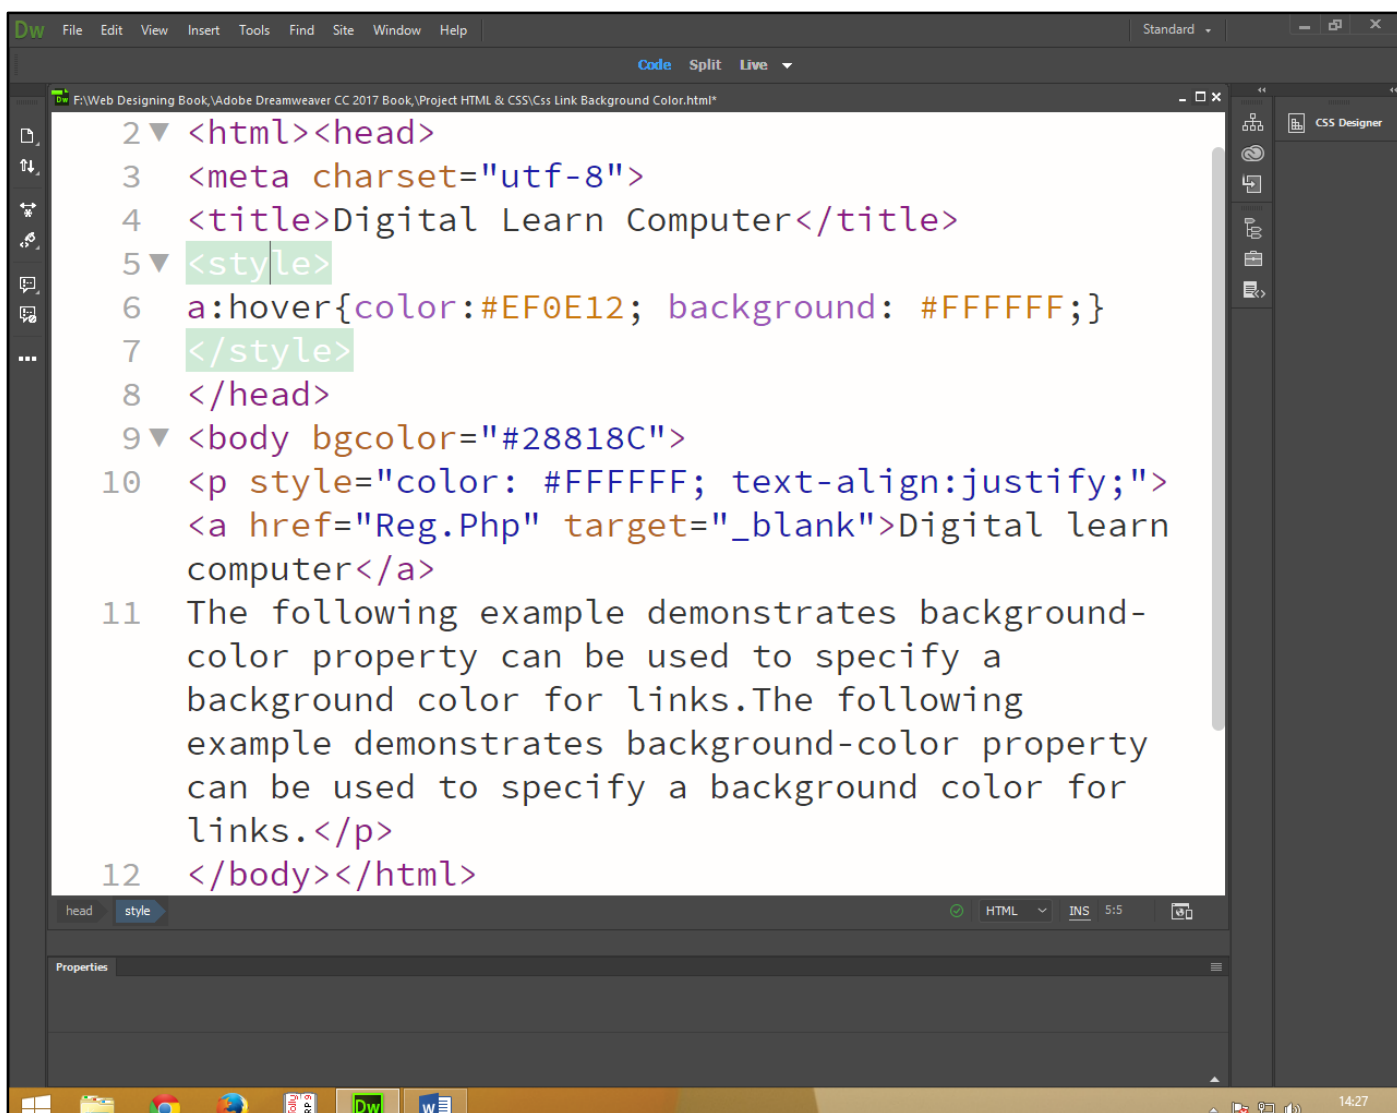 Dw File Edit View Insert Tools Find Site Window Help Standard
Code Split Live
Dw F:\Web Designing Book,\Adobe Dreamweaver CC 2017 Book,\Project HTML & CSS\Css Link Background Color.html*
CSS Designer
2 <html><head>
3 <meta charset="utf-8">
4 <title>Digital Learn Computer</title>
5 <style>
6 a:hover{color:#EF0E12; background: #FFFFFF;}
7 </style>
8 </head>
9 <body bgcolor="#28818C">
10 <p style="color: #FFFFFF; text-align:justify;">
<a href="Reg.Php" target="_blank">Digital learn
computer</a>
11 The following example demonstrates background-
color property can be used to specify a
background color for links.The following
example demonstrates background-color property
can be used to specify a background color for
links.</p>
12 </body></html>
head style HTML INS 5:5
Properties
Tally ERP 9 Dw W 14:27